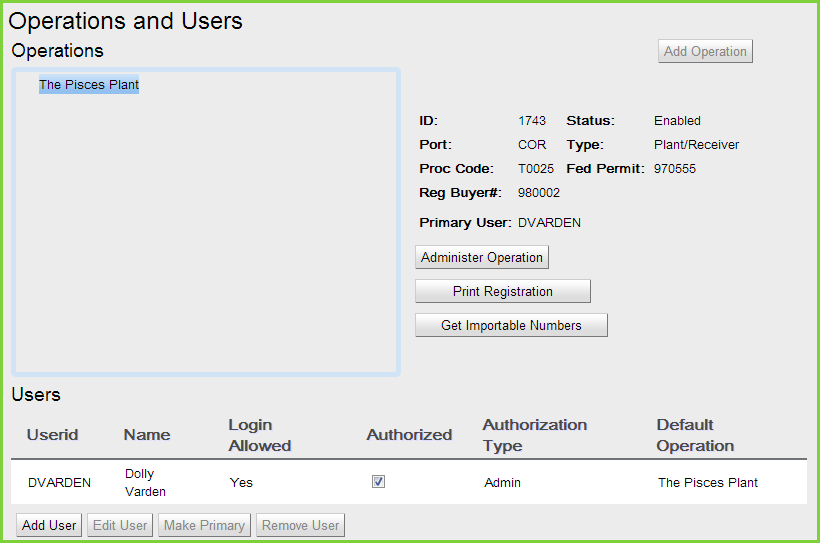 Operations and Users
Operations
Add Operation
The Pisces Plant
ID: 1743 Status: Enabled
Port: COR Type: Plant/Receiver
Proc Code: T0025 Fed Permit: 970555
Reg Buyer#: 980002
Primary User: DVARDEN
Administer Operation
Print Registration
Get Importable Numbers
Users
Userid Name Login Allowed Authorized Authorization Type Default Operation
DVARDEN Dolly Varden Yes Admin The Pisces Plant
Add User Edit User Make Primary Remove User